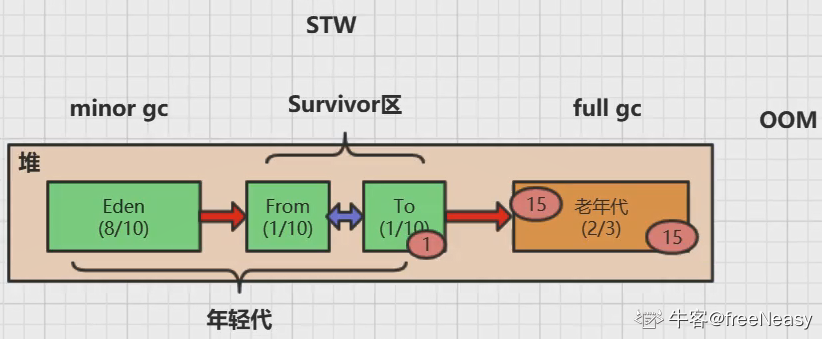 STW
minor gc
Survivor区
full gc
OOM
堆
Eden
(8/10)
From
(1/10)
To
(1/10)
1
15
老年代
(2/3)
15
年轻代
牛客@freeNeasy